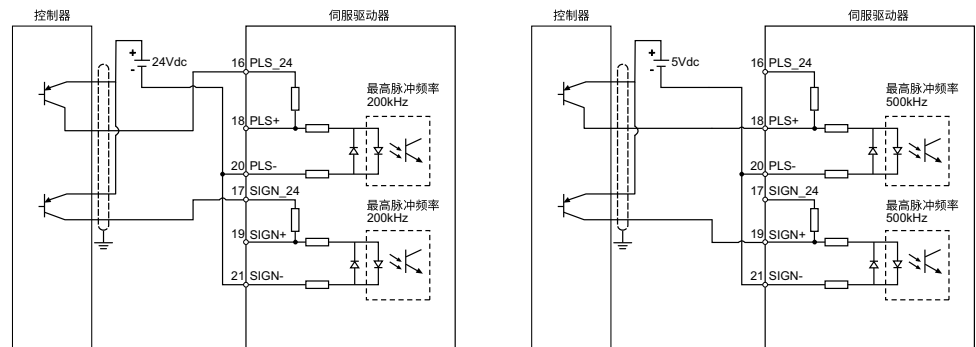 控制器
伺服驱动器
+
-
24Vdc
16 PLS_24
最高脉冲频率
200kHz
18 PLS+
20 PLS-
17 SIGN_24
最高脉冲频率
200kHz
19 SIGN+
21 SIGN-
控制器
伺服驱动器
+
-
5Vdc
16 PLS_24
最高脉冲频率
500kHz
18 PLS+
20 PLS-
17 SIGN_24
最高脉冲频率
500kHz
19 SIGN+
21 SIGN-